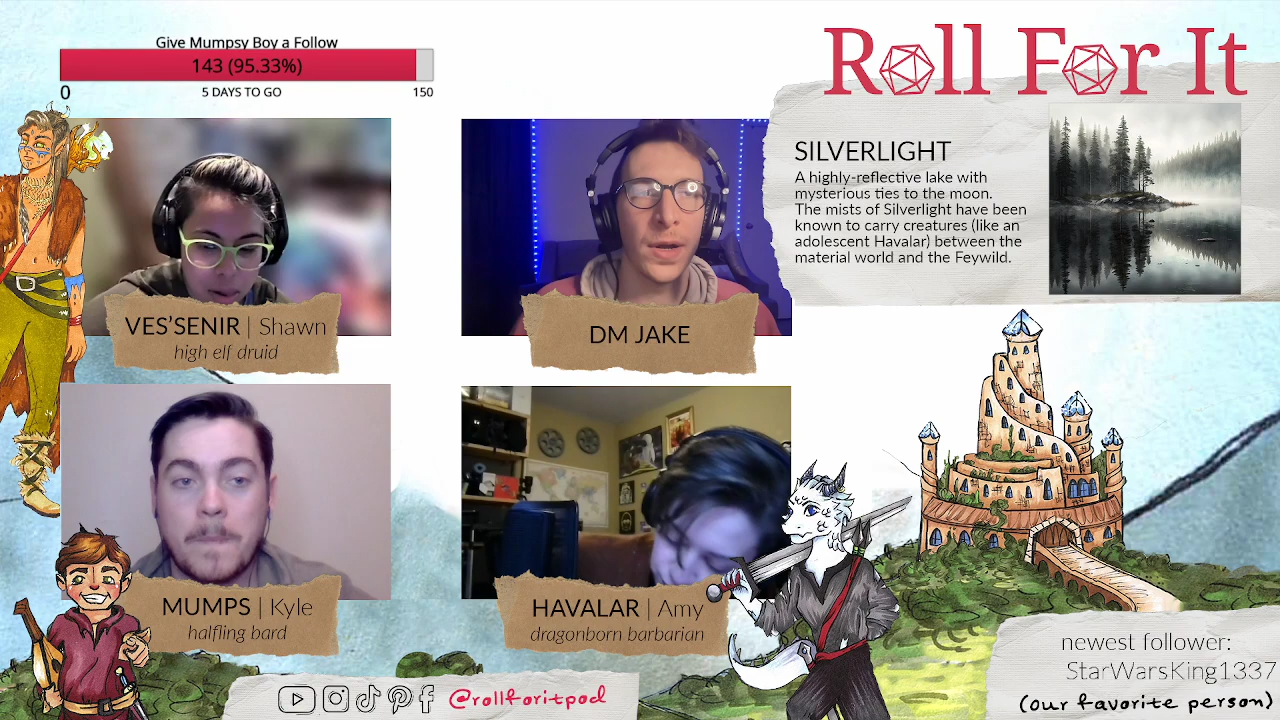 Give Mumpsy Boy a Follow
143 (95.33%)
0
5 DAYS TO GO
150
Roll For It
SILVERLIGHT
A highly-reflective lake with
mysterious ties to the moon.
The mists of Silverlight have been
known to carry creatures (like an
adolescent Havalar) between the
material world and the Feywild.
VES'SENIR | Shawn
high elf druid
DM JAKE
MUMPS | Kyle
halfling bard
HAVALAR | Amy
dragonborn barbarian
@rollforitpod
newest follower:
StarWarsKing1337
(our favorite person)